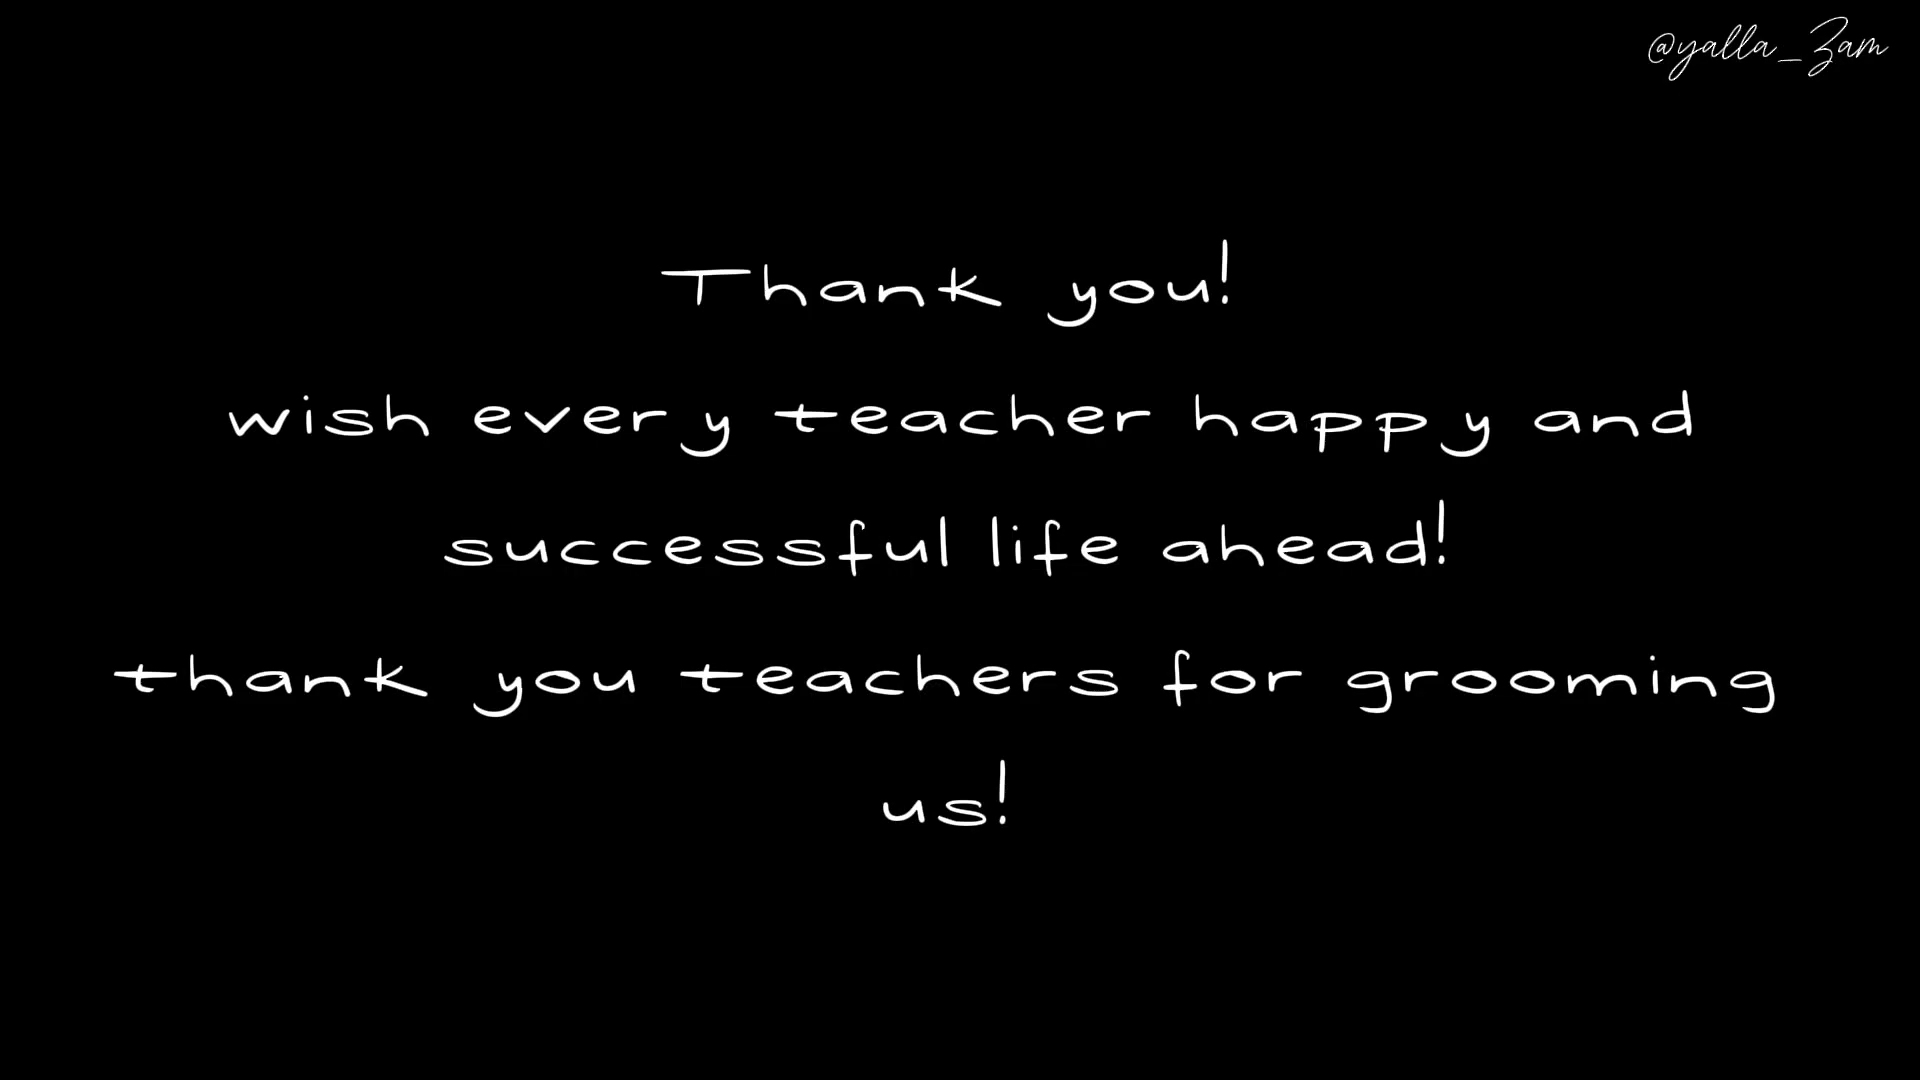 @yalla_Zam
Thank you!
wish every teacher happy and
successful life ahead!
thank you teachers for grooming
us!